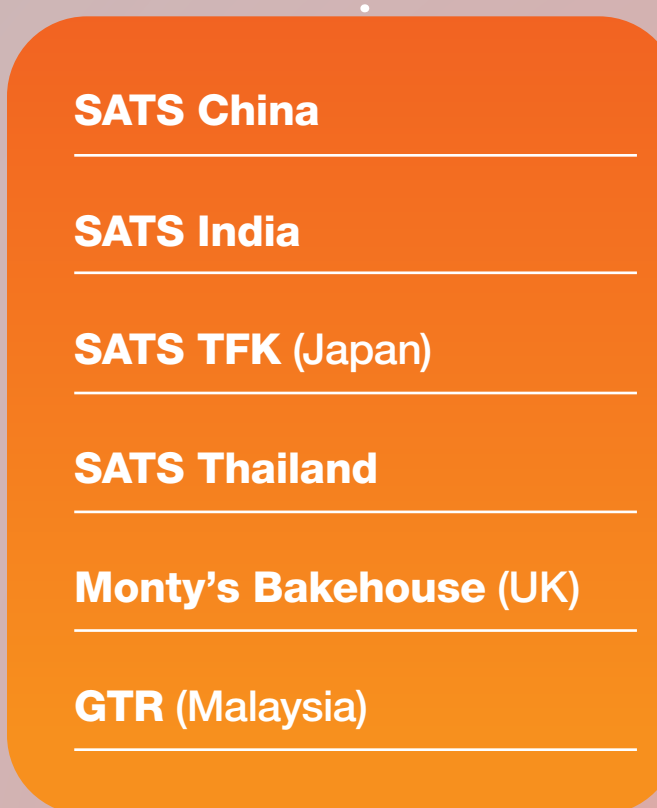 SATS China
SATS India
SATS TFK (Japan)
SATS Thailand
Monty’s Bakehouse (UK)
GTR (Malaysia)